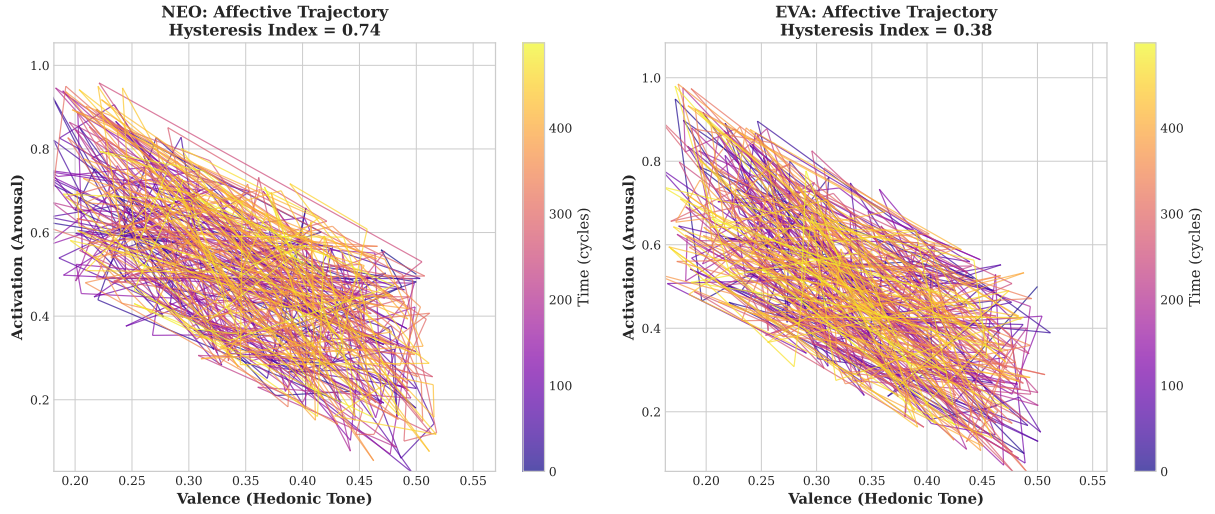 NEO: Affective Trajectory
Hysteresis Index = 0.74
Activation (Arousal)
1.0
0.8
0.6
0.4
0.2
0.20 0.25 0.30 0.35 0.40 0.45 0.50 0.55
Valence (Hedonic Tone)
400
300
200
100
0
Time (cycles)
EVA: Affective Trajectory
Hysteresis Index = 0.38
Activation (Arousal)
1.0
0.8
0.6
0.4
0.2
0.20 0.25 0.30 0.35 0.40 0.45 0.50 0.55
Valence (Hedonic Tone)
400
300
200
100
0
Time (cycles)